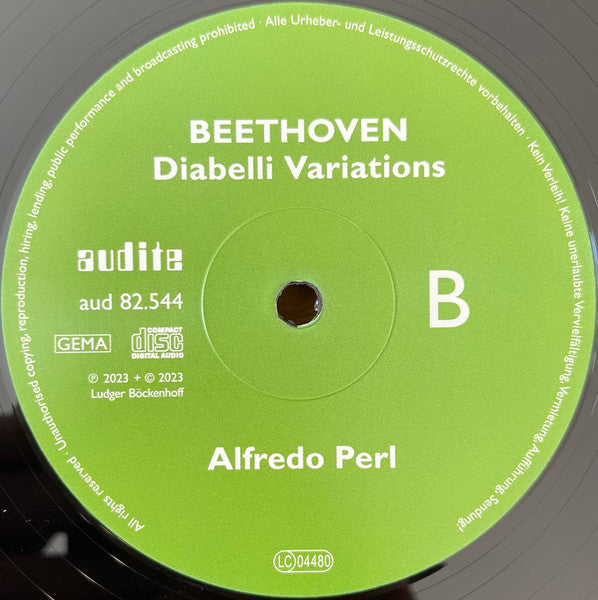 All rights reserved · Unauthorised copying, reproduction, hiring, lending, public performance and broadcasting prohibited · Alle Urheber- und Leistungsschutzrechte vorbehalten · Kein Verleih! Keine unerlaubte Vervielfältigung, Vermietung, Aufführung, Sendung!
BEETHOVEN
Diabelli Variations
audite
aud 82.544
B
GEMA
COMPACT
disc
DIGITAL AUDIO
℗ 2023 + © 2023
Ludger Böckenhoff
Alfredo Perl
LC 04480